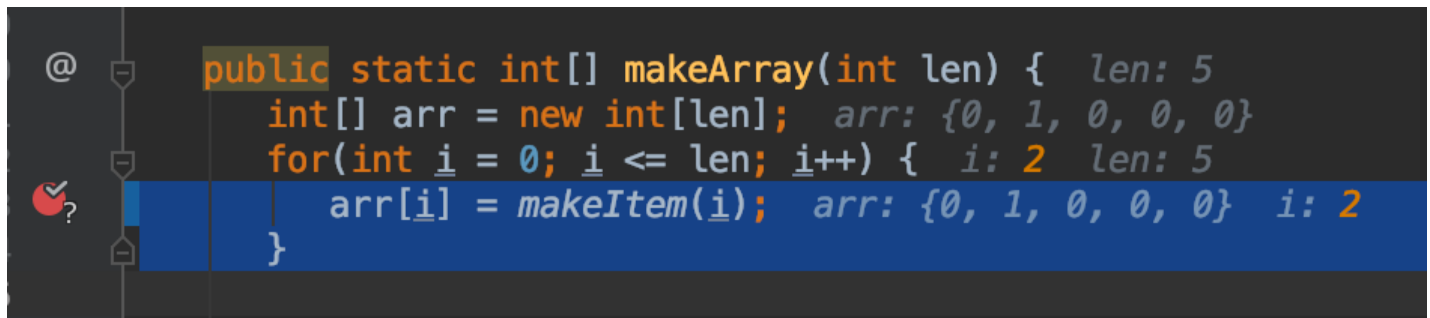 @ public static int[] makeArray(int len) { len: 5
int[] arr = new int[len]; arr: {0, 1, 0, 0, 0}
for(int i = 0; i <= len; i++) { i: 2 len: 5
? arr[i] = makeItem(i); arr: {0, 1, 0, 0, 0} i: 2
}